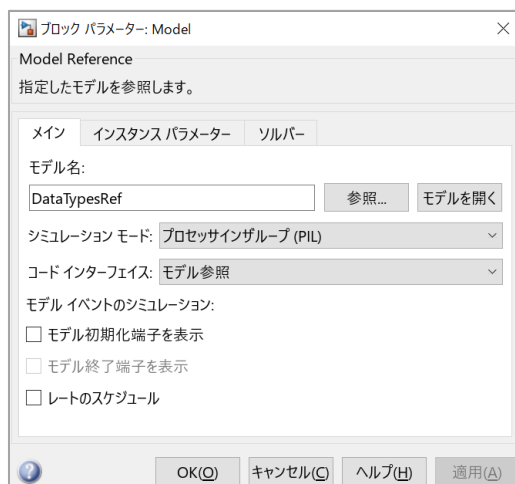 ブロック パラメーター: Model
Model Reference
指定したモデルを参照します。
メイン インスタンス パラメーター ソルバー
モデル名:
DataTypesRef 参照... モデルを開く
シミュレーション モード: プロセッサインザループ (PIL)
コード インターフェイス: モデル参照
モデル イベントのシミュレーション:
モデル初期化端子を表示
モデル終了端子を表示
レートのスケジュール
OK(O) キャンセル(C) ヘルプ(H) 適用(A)